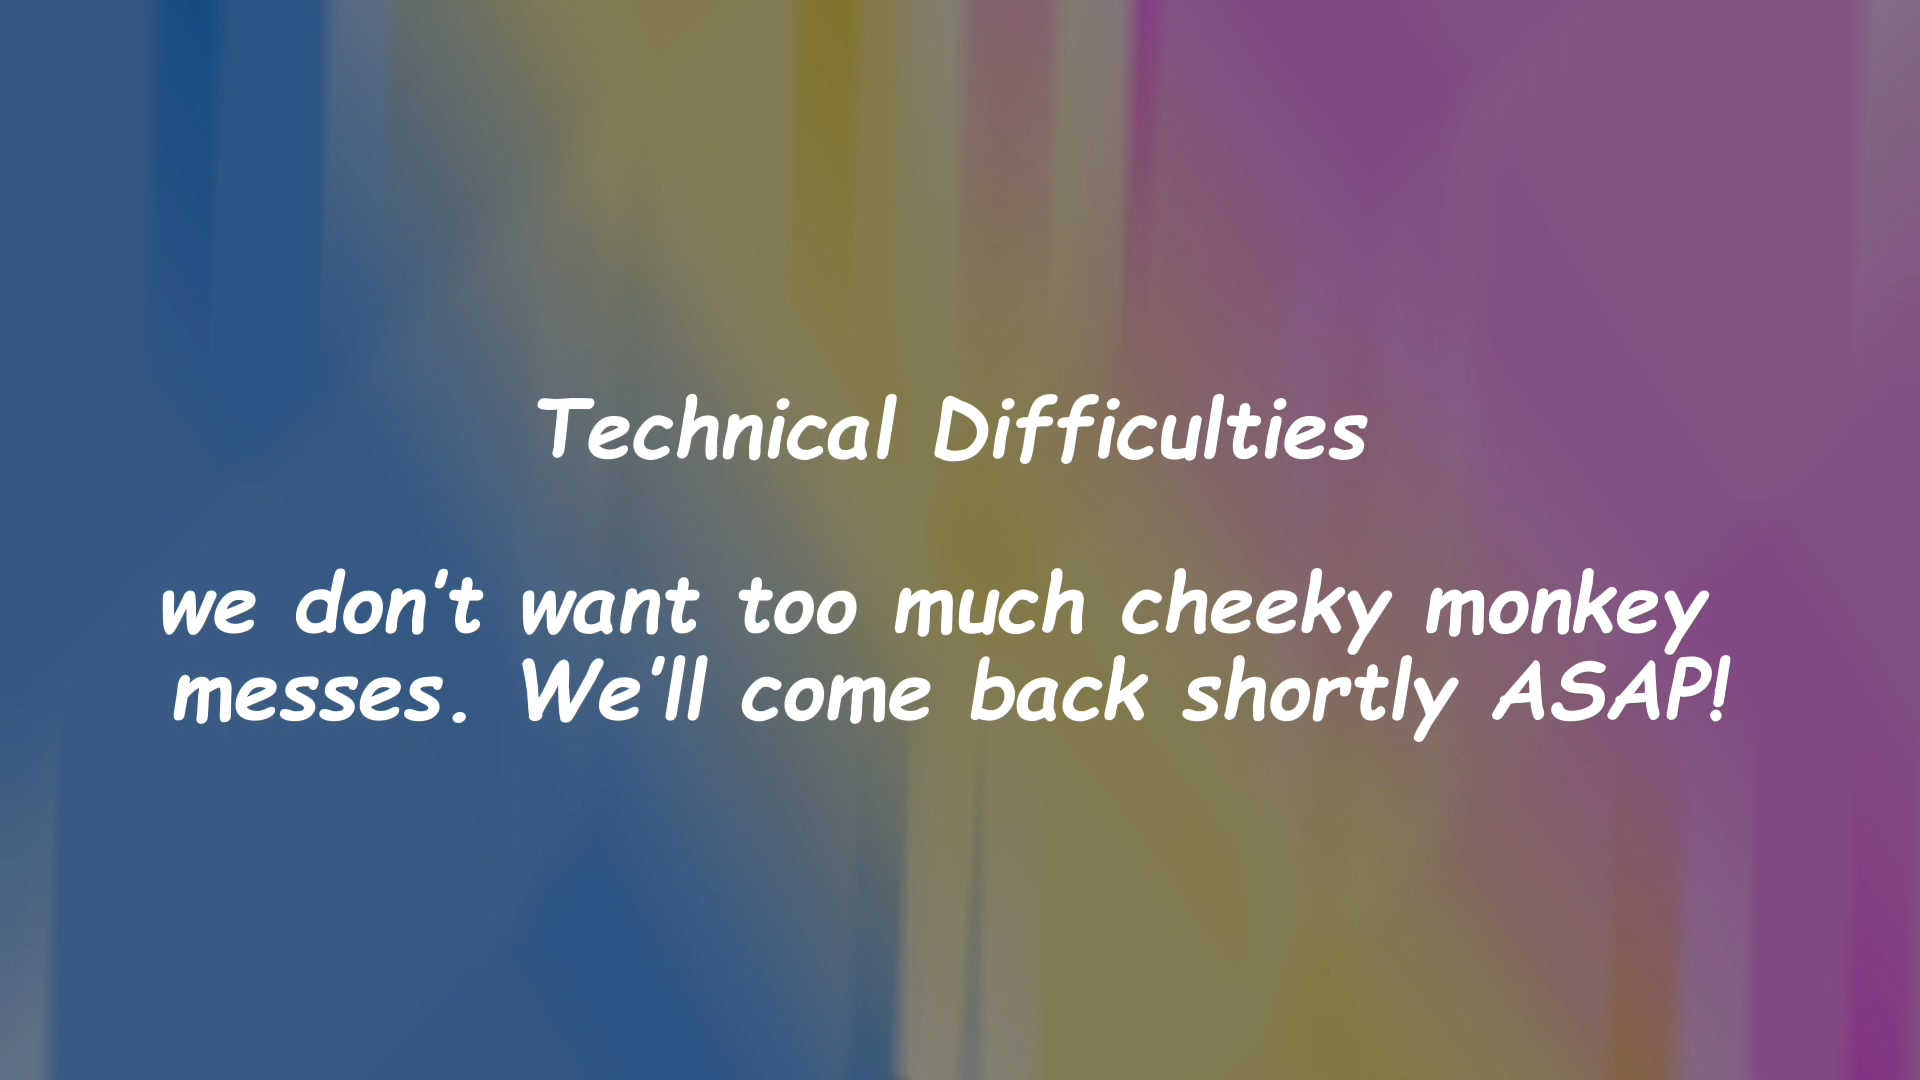 Technical Difficulties
we don’t want too much cheeky monkey
messes. We’ll come back shortly ASAP!